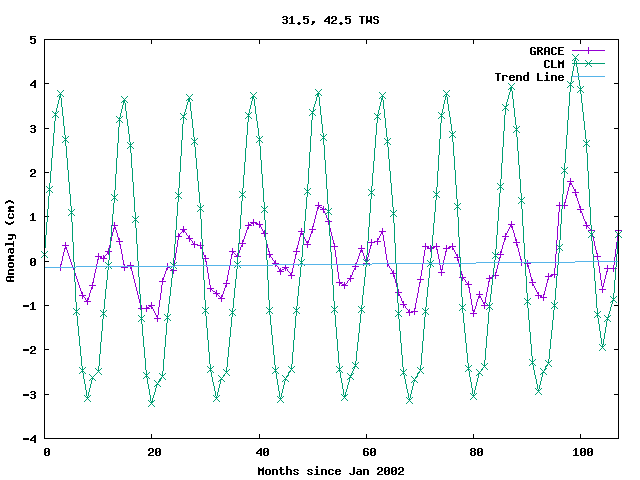 31.5, 42.5 TWS
GRACE
CLM
Trend Line
5
4
3
2
1
0
-1
-2
-3
-4
Anomaly (cm)
0 20 40 60 80 100
Months since Jan 2002